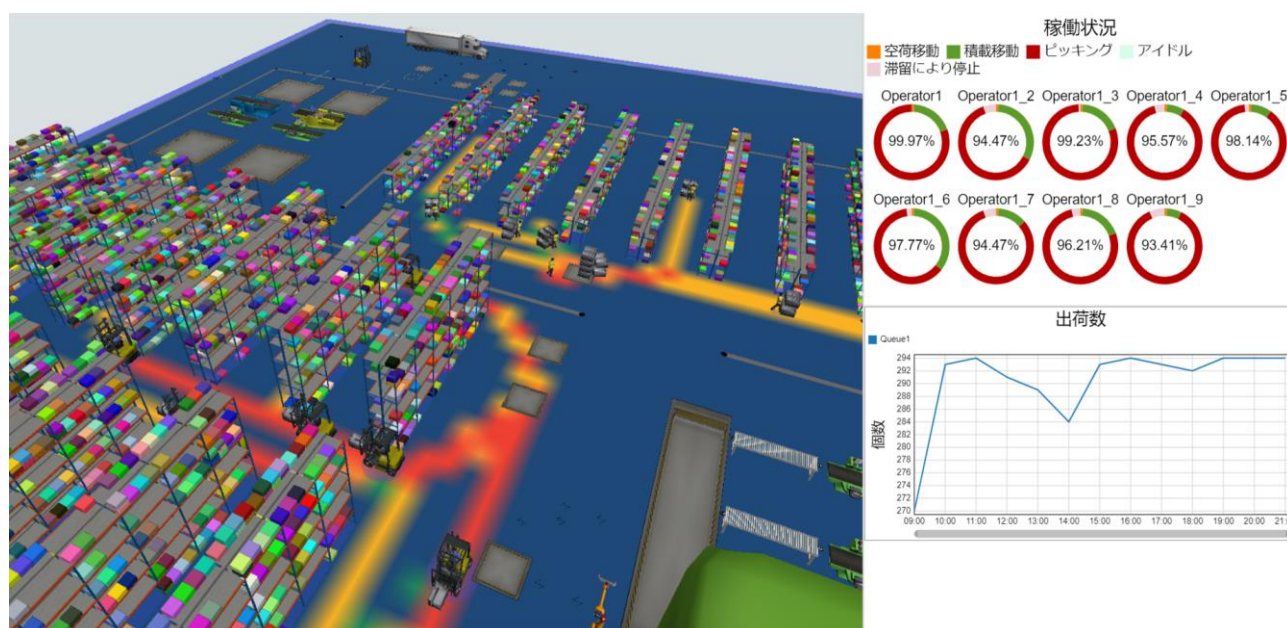 稼働状況
空荷移動 積載移動 ピッキング アイドル
滞留により停止
Operator1 Operator1_2 Operator1_3 Operator1_4 Operator1_5
99.97% 94.47% 99.23% 95.57% 98.14%
Operator1_6 Operator1_7 Operator1_8 Operator1_9
97.77% 94.47% 96.21% 93.41%
出荷数
Queue1
個数
294
292
290
288
286
284
282
280
278
276
274
272
270
09:00 10:00 11:00 12:00 13:00 14:00 15:00 16:00 17:00 18:00 19:00 20:00